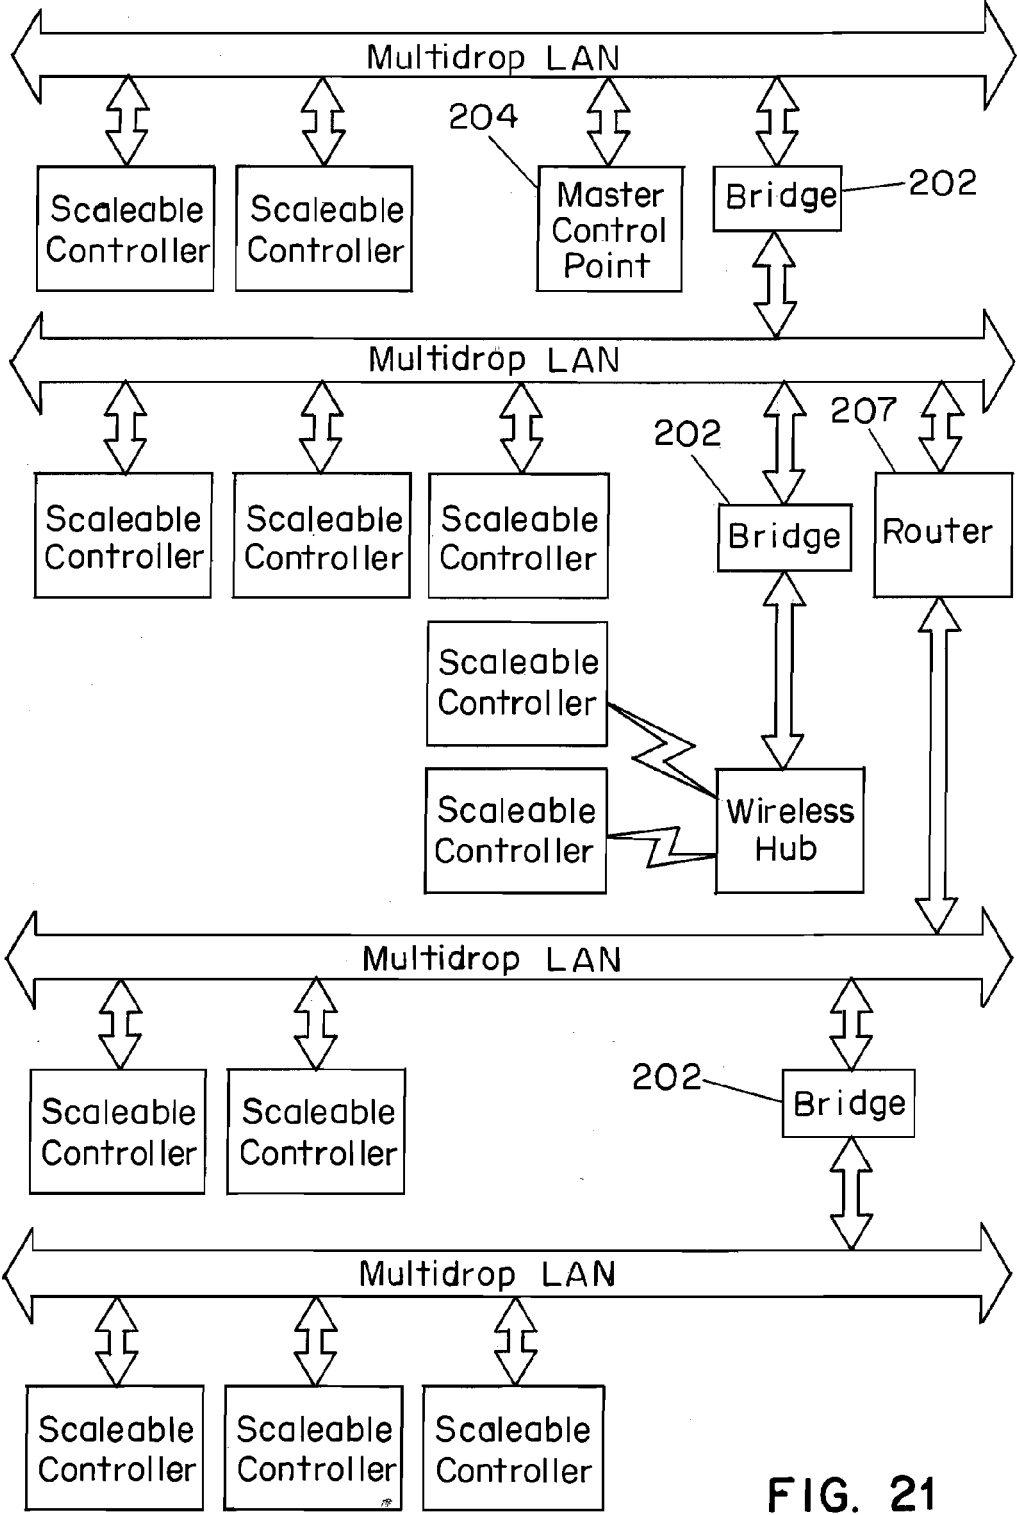 Multidrop LAN
204
Scaleable
Controller
Scaleable
Controller
Master
Control
Point
Bridge
202
Multidrop LAN
207
202
Scaleable
Controller
Scaleable
Controller
Scaleable
Controller
Bridge
Router
Scaleable
Controller
Scaleable
Controller
Wireless
Hub
Multidrop LAN
Scaleable
Controller
Scaleable
Controller
202
Bridge
Multidrop LAN
Scaleable
Controller
Scaleable
Controller
Scaleable
Controller
FIG. 21